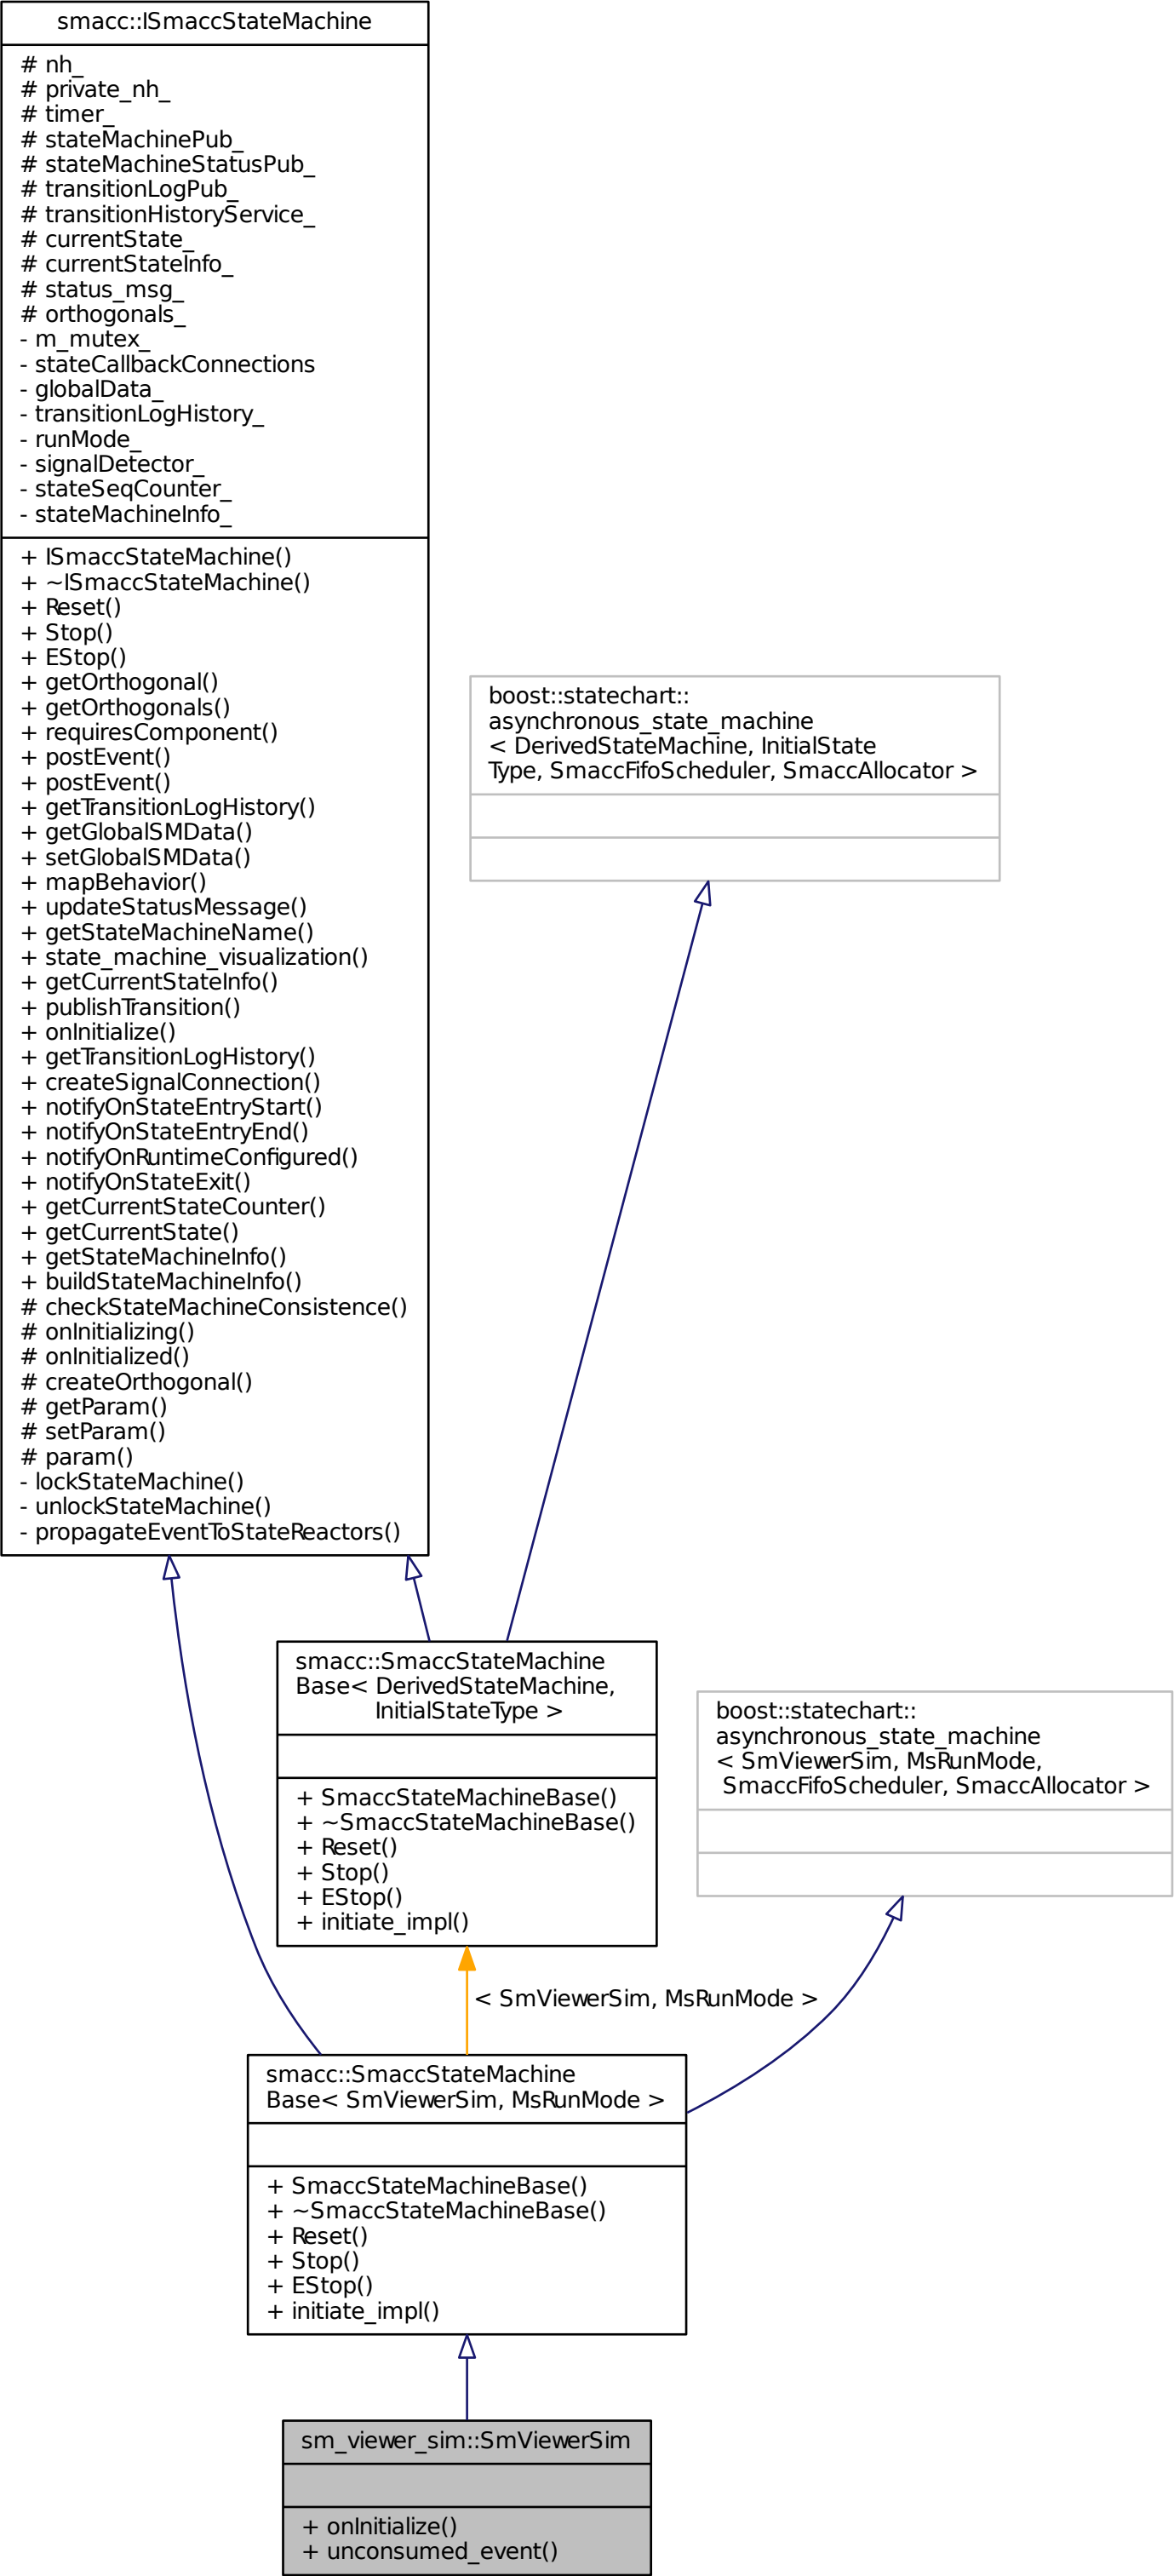 smacc::ISmaccStateMachine
# nh_
# private_nh_
# timer_
# stateMachinePub_
# stateMachineStatusPub_
# transitionLogPub_
# transitionHistoryService_
# currentState_
# currentStateInfo_
# status_msg_
# orthogonals_
- m_mutex_
- stateCallbackConnections
- globalData_
- transitionLogHistory_
- runMode_
- signalDetector_
- stateSeqCounter_
- stateMachineInfo_
+ ISmaccStateMachine()
+ ~ISmaccStateMachine()
+ Reset()
+ Stop()
+ EStop()
+ getOrthogonal()
+ getOrthogonals()
+ requiresComponent()
+ postEvent()
+ postEvent()
+ getTransitionLogHistory()
+ getGlobalSMData()
+ setGlobalSMData()
+ mapBehavior()
+ updateStatusMessage()
+ getStateMachineName()
+ state_machine_visualization()
+ getCurrentStateInfo()
+ publishTransition()
+ onInitialize()
+ getTransitionLogHistory()
+ createSignalConnection()
+ notifyOnStateEntryStart()
+ notifyOnStateEntryEnd()
+ notifyOnRuntimeConfigured()
+ notifyOnStateExit()
+ getCurrentStateCounter()
+ getCurrentState()
+ getStateMachineInfo()
+ buildStateMachineInfo()
# checkStateMachineConsistence()
# onInitializing()
# onInitialized()
# createOrthogonal()
# getParam()
# setParam()
# param()
- lockStateMachine()
- unlockStateMachine()
- propagateEventToStateReactors()
boost::statechart::
asynchronous_state_machine
< DerivedStateMachine, InitialState
Type, SmaccFifoScheduler, SmaccAllocator >
smacc::SmaccStateMachine
Base< DerivedStateMachine,
InitialStateType >
+ SmaccStateMachineBase()
+ ~SmaccStateMachineBase()
+ Reset()
+ Stop()
+ EStop()
+ initiate_impl()
boost::statechart::
asynchronous_state_machine
< SmViewerSim, MsRunMode,
SmaccFifoScheduler, SmaccAllocator >
< SmViewerSim, MsRunMode >
smacc::SmaccStateMachine
Base< SmViewerSim, MsRunMode >
+ SmaccStateMachineBase()
+ ~SmaccStateMachineBase()
+ Reset()
+ Stop()
+ EStop()
+ initiate_impl()
sm_viewer_sim::SmViewerSim
+ onInitialize()
+ unconsumed_event()